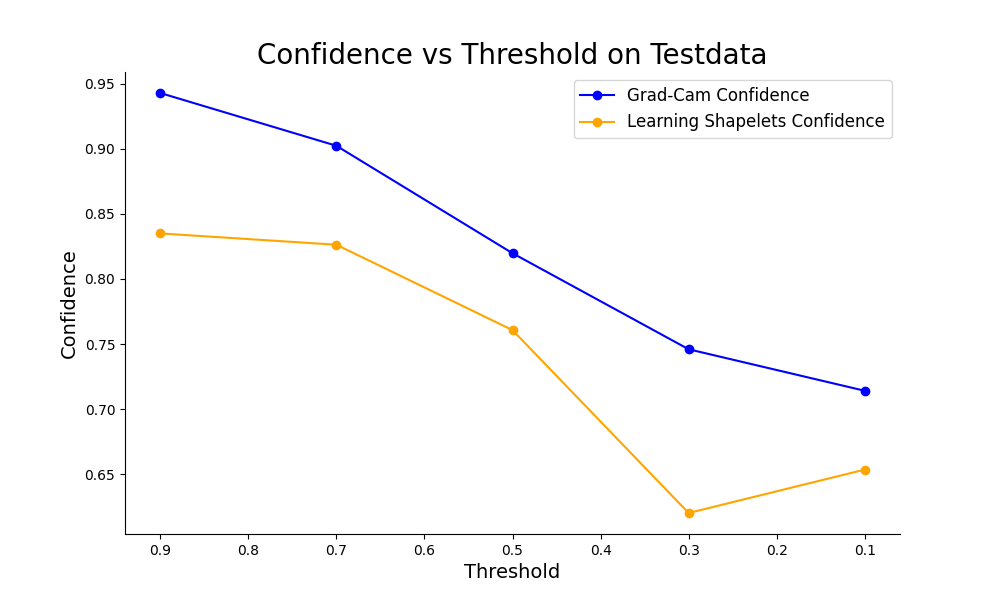 Confidence vs Threshold on Testdata
Grad-Cam Confidence
Learning Shapelets Confidence
Confidence
0.95
0.90
0.85
0.80
0.75
0.70
0.65
0.9 0.8 0.7 0.6 0.5 0.4 0.3 0.2 0.1
Threshold